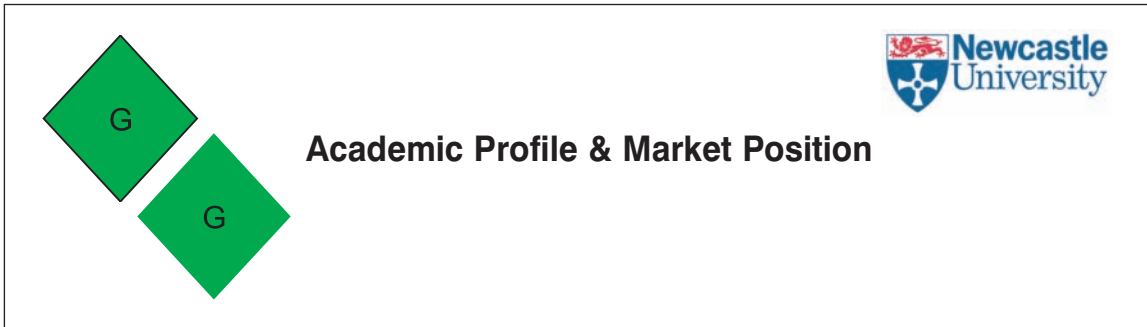 Newcastle
University
G
Academic Profile & Market Position
G